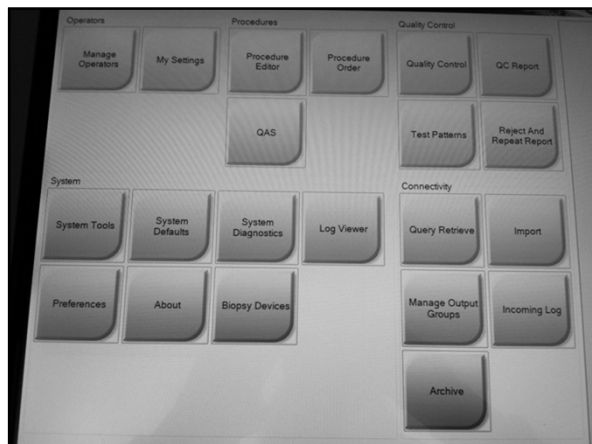 Operators
Manage
Operators
My Settings
Procedures
Procedure
Editor
Procedure
Order
QAS
Quality Control
Quality Control
QC Report
Test Patterns
Reject And
Repeat Report
System
System Tools
System
Defaults
System
Diagnostics
Log Viewer
Preferences
About
Biopsy Devices
Connectivity
Query Retrieve
Import
Manage Output
Groups
Incoming Log
Archive